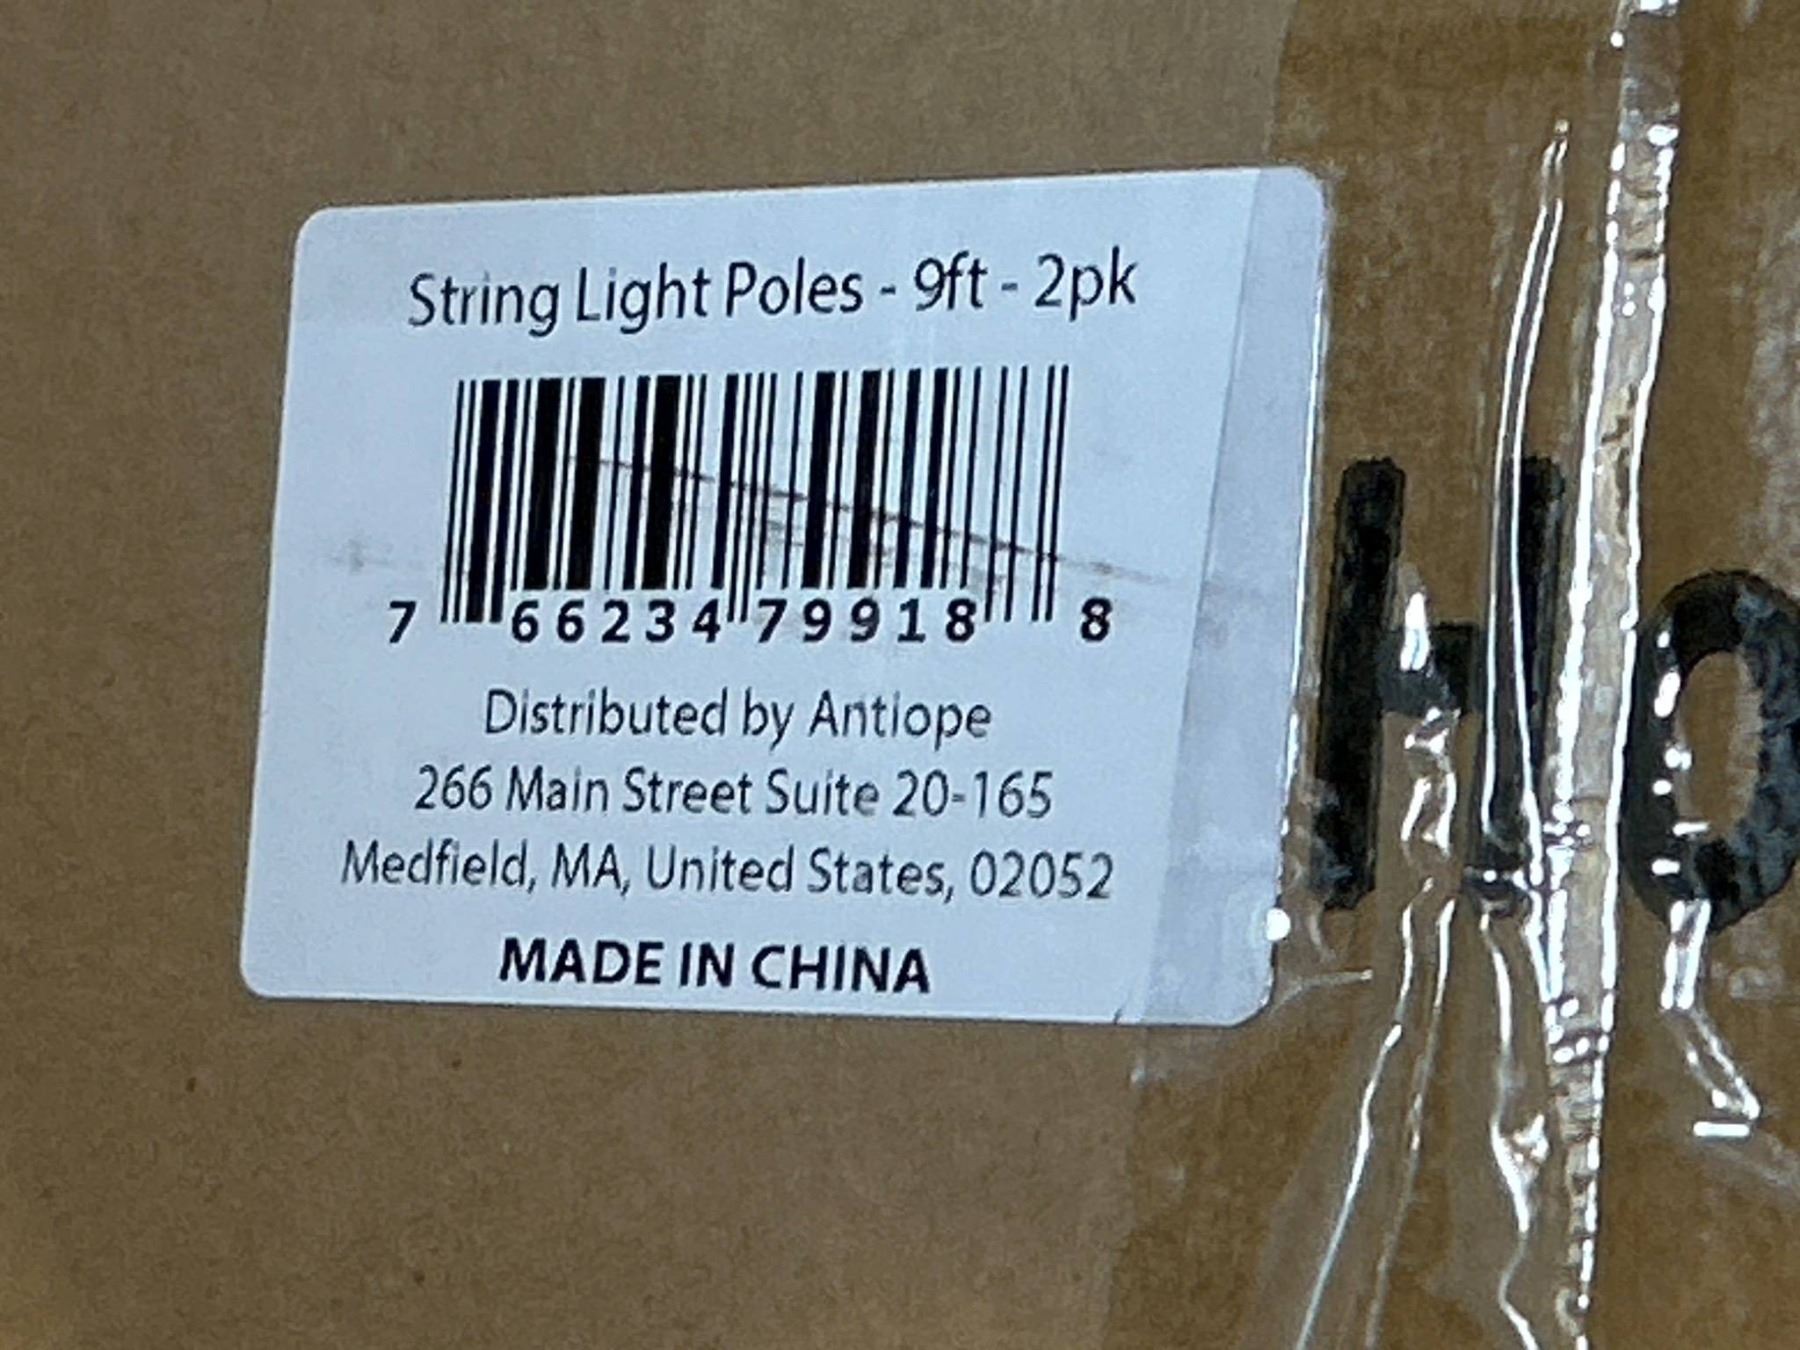 String Light Poles - 9ft - 2pk
7 66234 79918 8
Distributed by Antiope
266 Main Street Suite 20-165
Medfield, MA, United States, 02052
MADE IN CHINA
Ho